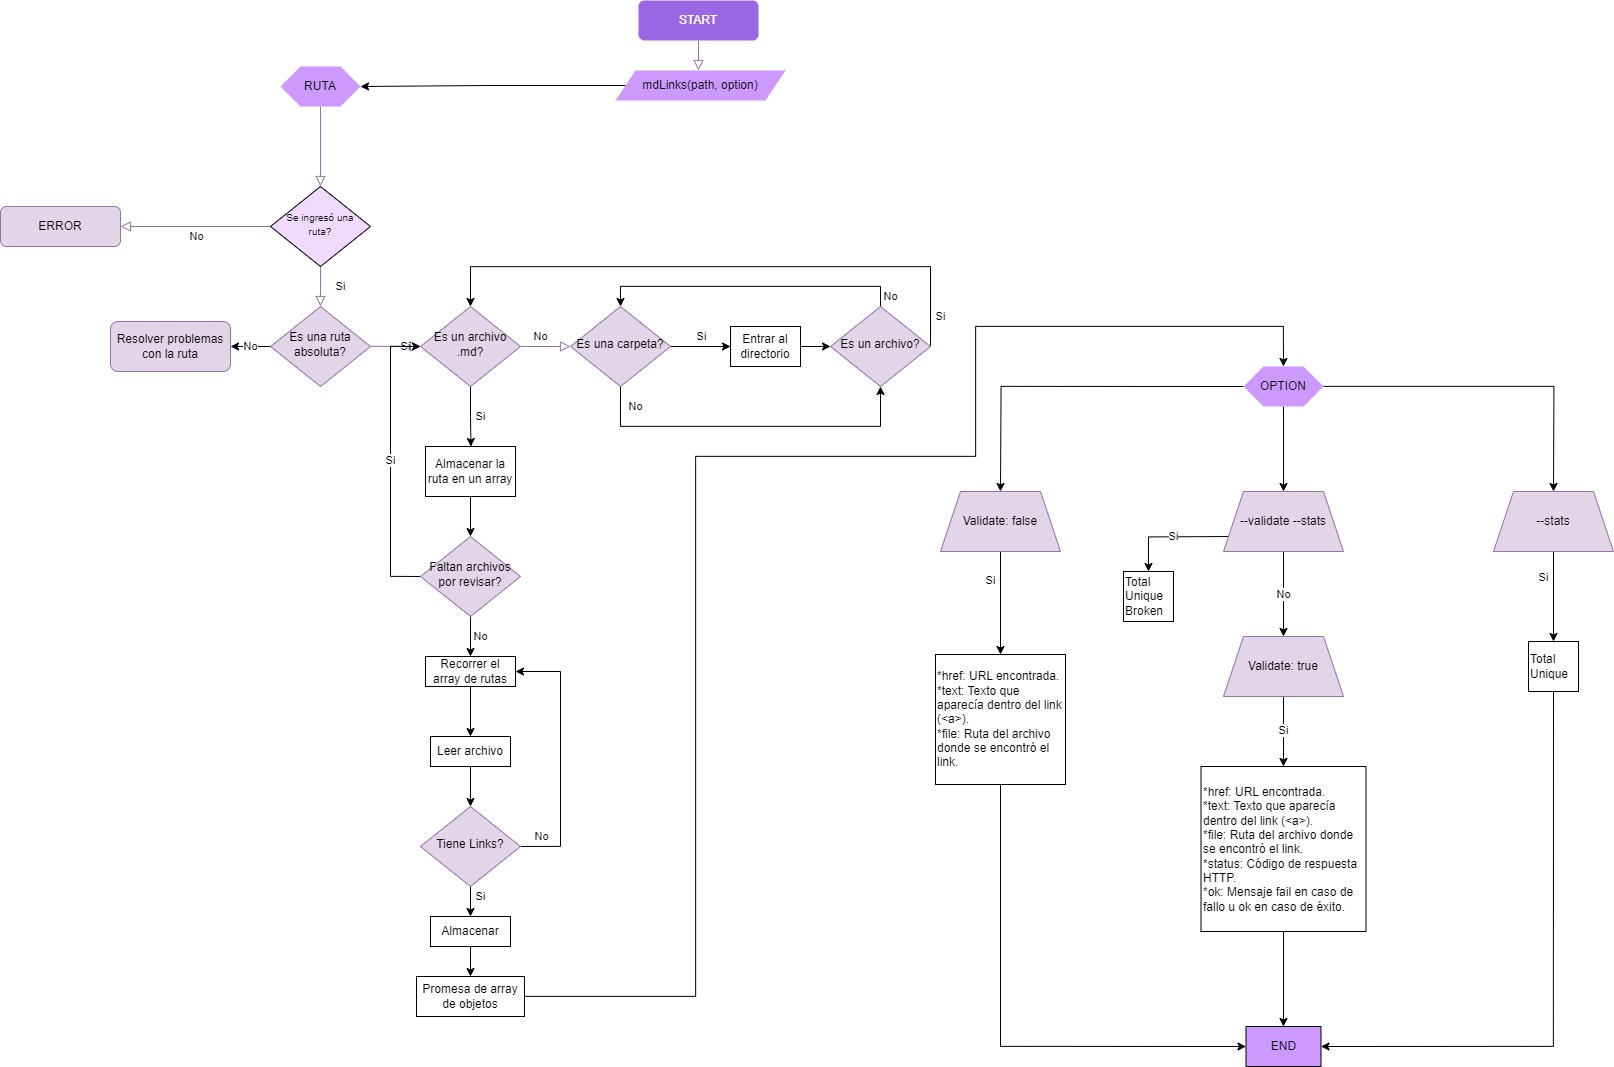 START
mdLinks(path, option)
RUTA
Se ingresó una
ruta?
No
ERROR
Si
Es una ruta
absoluta?
No
Resolver problemas
con la ruta
Si
Es un archivo
.md?
No
Es una carpeta?
Si
Entrar al
directorio
Es un archivo?
No
Si
No
Si
Almacenar la
ruta en un array
Si
Faltan archivos
por revisar?
No
Recorrer el
array de rutas
Leer archivo
Tiene Links?
No
Si
Almacenar
Promesa de array
de objetos
OPTION
Validate: false
Si
*href: URL encontrada.
*text: Texto que
aparecía dentro del link
(<a>).
*file: Ruta del archivo
donde se encontró el
link.
--validate --stats
Si
Total
Unique
Broken
No
Validate: true
Si
*href: URL encontrada.
*text: Texto que aparecía
dentro del link (<a>).
*file: Ruta del archivo donde
se encontró el link.
*status: Código de respuesta
HTTP.
*ok: Mensaje fail en caso de
fallo u ok en caso de éxito.
--stats
Si
Total
Unique
END